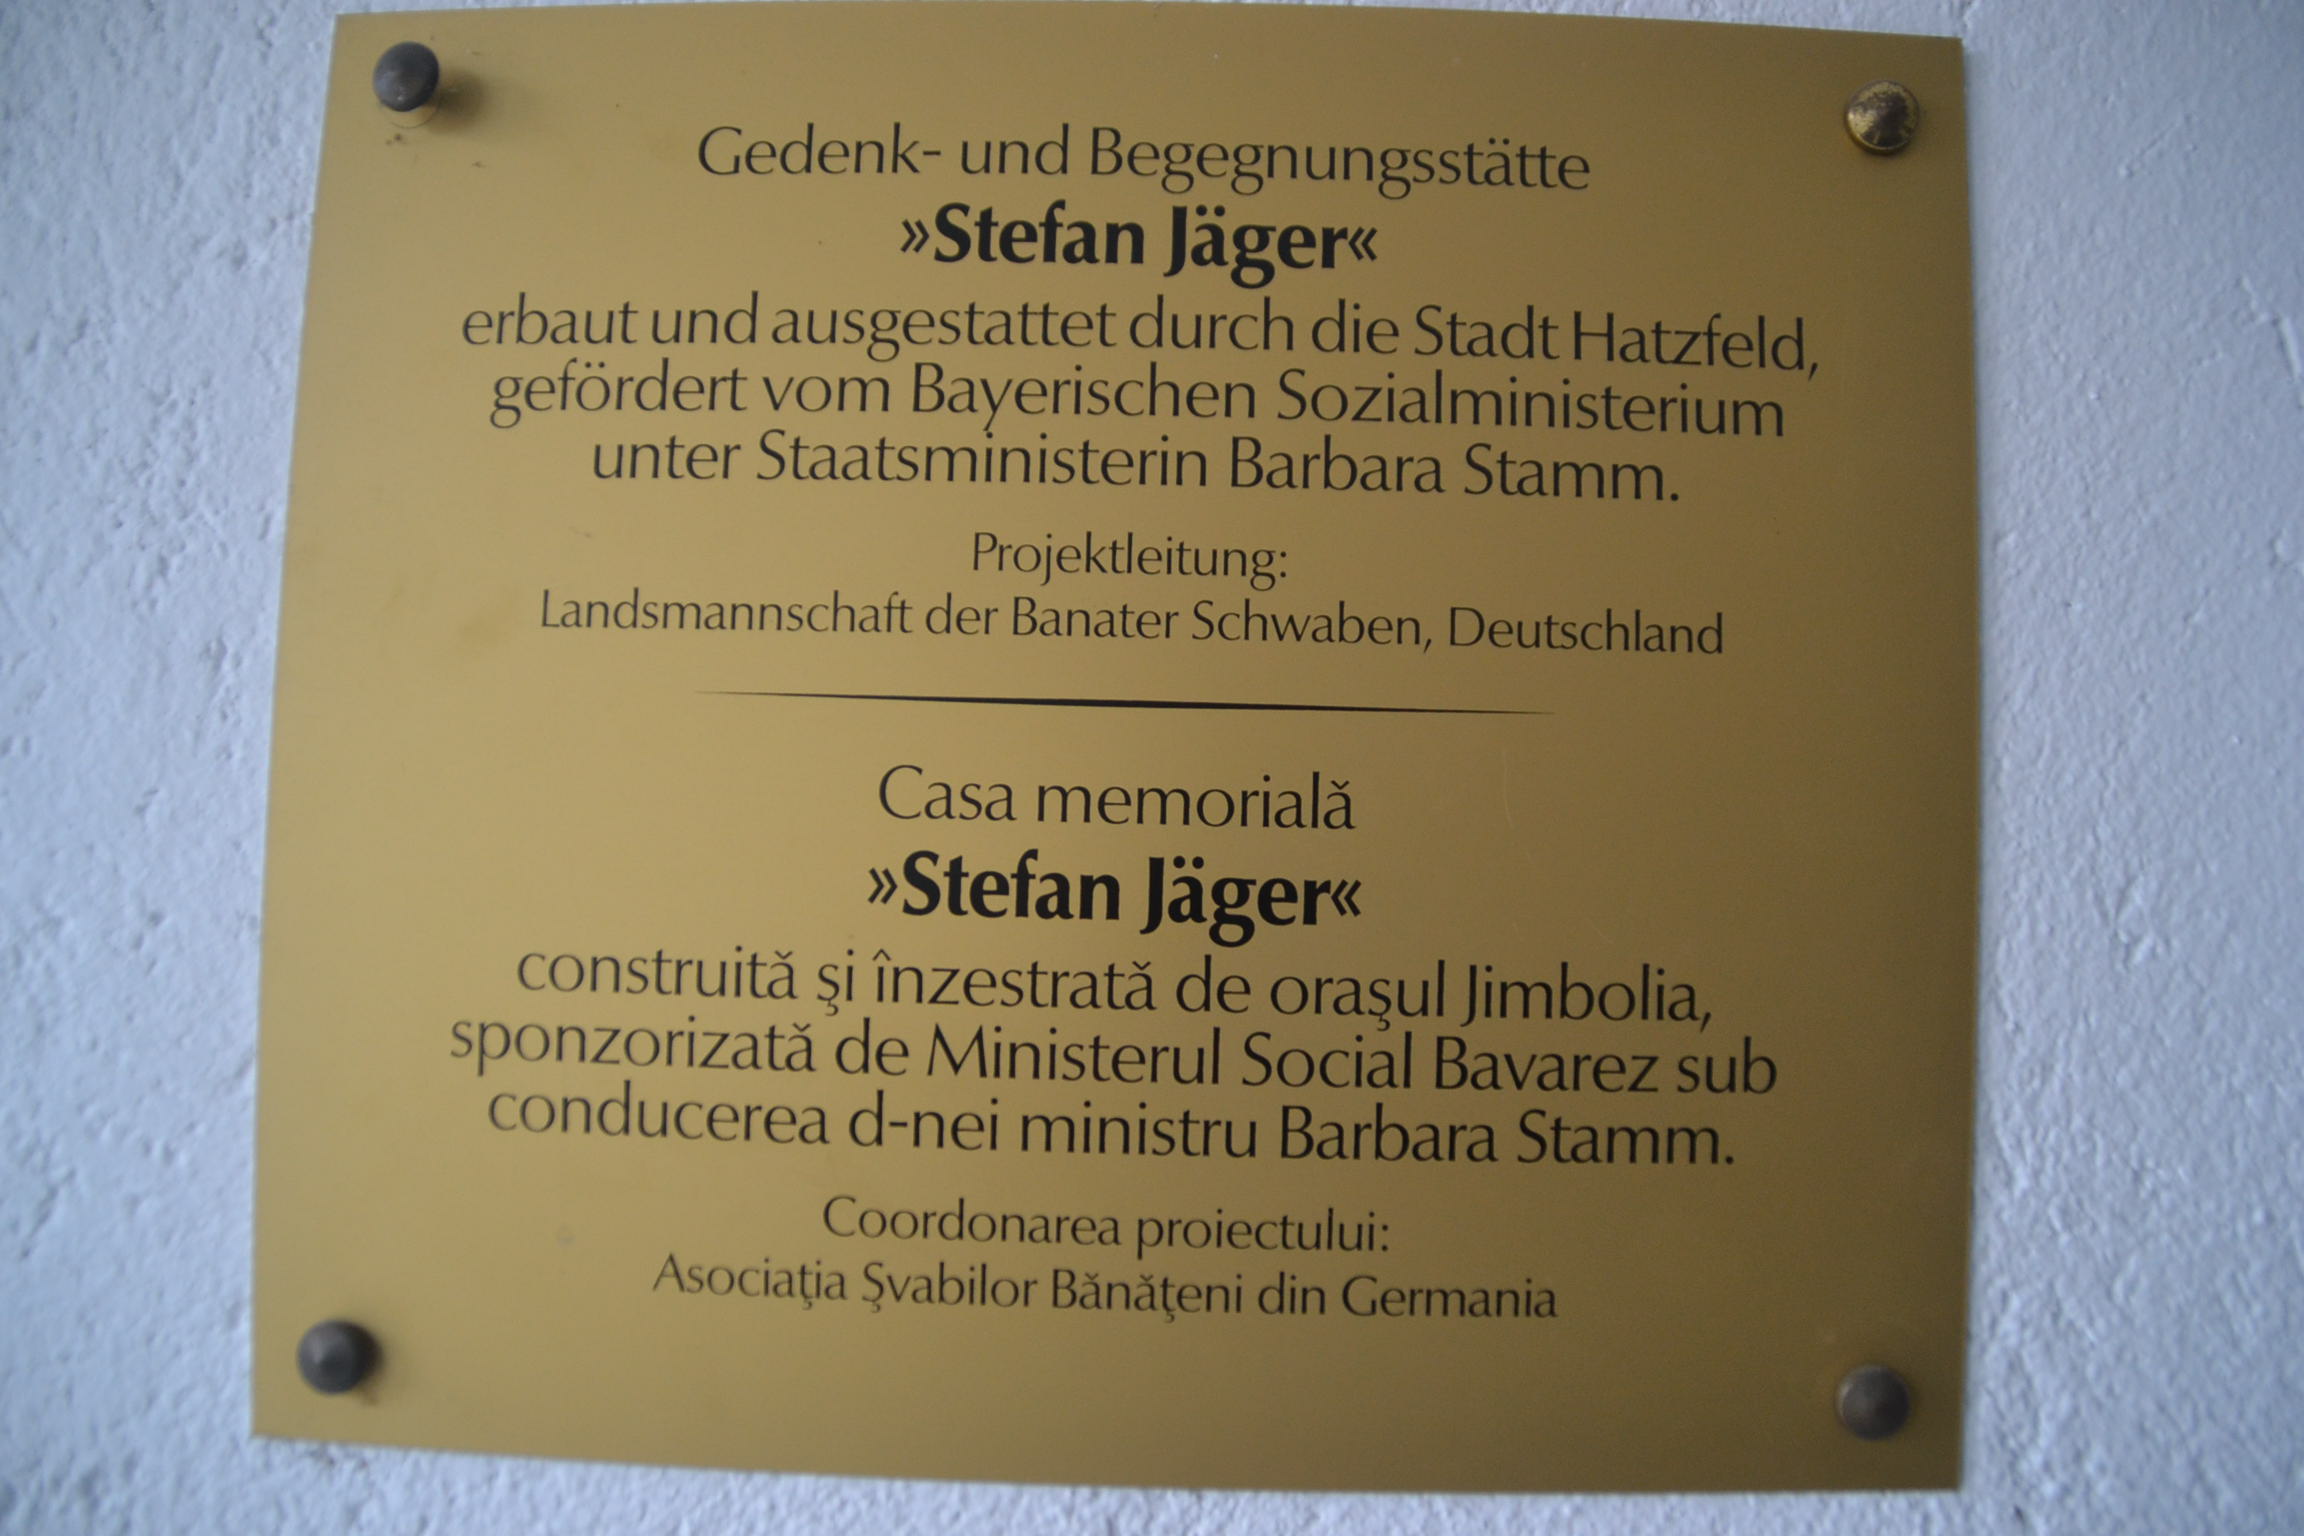 Gedenk- und Begegnungsstätte
»Stefan Jäger«
erbaut und ausgestattet durch die Stadt Hatzfeld,
gefördert vom Bayerischen Sozialministerium
unter Staatsministerin Barbara Stamm.
Projektleitung:
Landsmannschaft der Banater Schwaben, Deutschland
Casa memorială
»Stefan Jäger«
construită şi înzestrată de oraşul Jimbolia,
sponzorizată de Ministerul Social Bavarez sub
conducerea d-nei ministru Barbara Stamm.
Coordonarea proiectului:
Asociaţia Şvabilor Bănăţeni din Germania